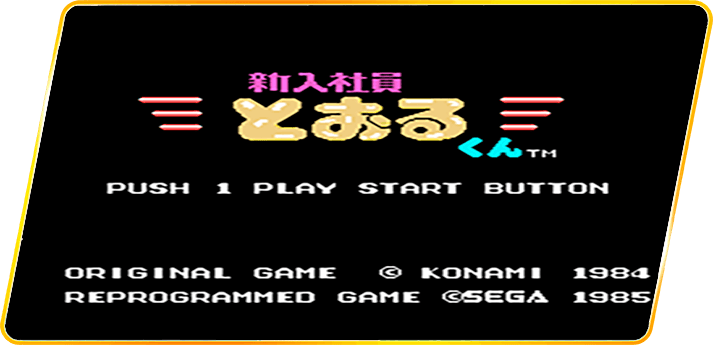 新入社員
とおる
くん™
PUSH 1 PLAY START BUTTON
ORIGINAL GAME © KONAMI 1984
REPROGRAMMED GAME ©SEGA 1985